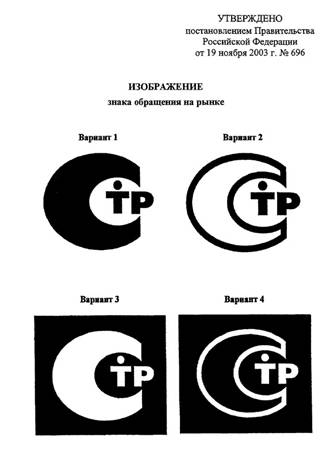 УТВЕРЖДЕНО
постановлением Правительства
Российской Федерации
от 19 ноября 2003 г. № 696
ИЗОБРАЖЕНИЕ
знака обращения на рынке
Вариант 1
Вариант 2
ТР
ТР
Вариант 3
Вариант 4
ТР
ТР